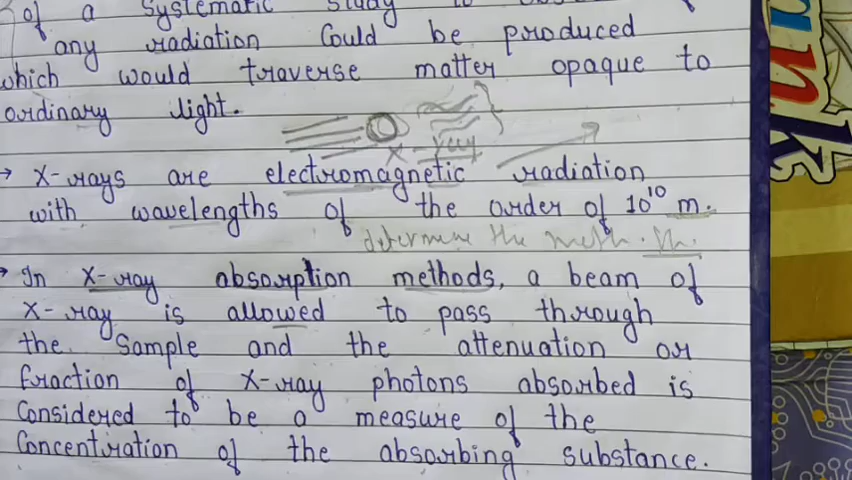 of a systematic study to
any radiation could be produced
which would traverse matter opaque to
ordinary light.
X-ray
→ X-rays are electromagnetic radiation
with wavelengths of the order of 10¹⁰ m.
determine the
→ In X-ray absorption methods, a beam of
X-ray is allowed to pass through
the sample and the attenuation or
fraction of X-ray photons absorbed is
Considered to be a measure of the
Concentration of the absorbing substance.